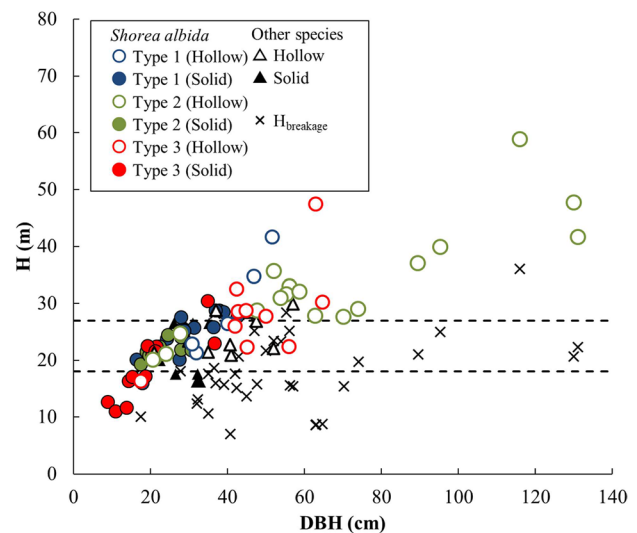 80
70
60
50
40
30
20
10
0
H (m)
Shorea albida
Type 1 (Hollow)
Type 1 (Solid)
Type 2 (Hollow)
Type 2 (Solid)
Type 3 (Hollow)
Type 3 (Solid)
Other species
Hollow
Solid
Hbreakage
0 20 40 60 80 100 120 140
DBH (cm)